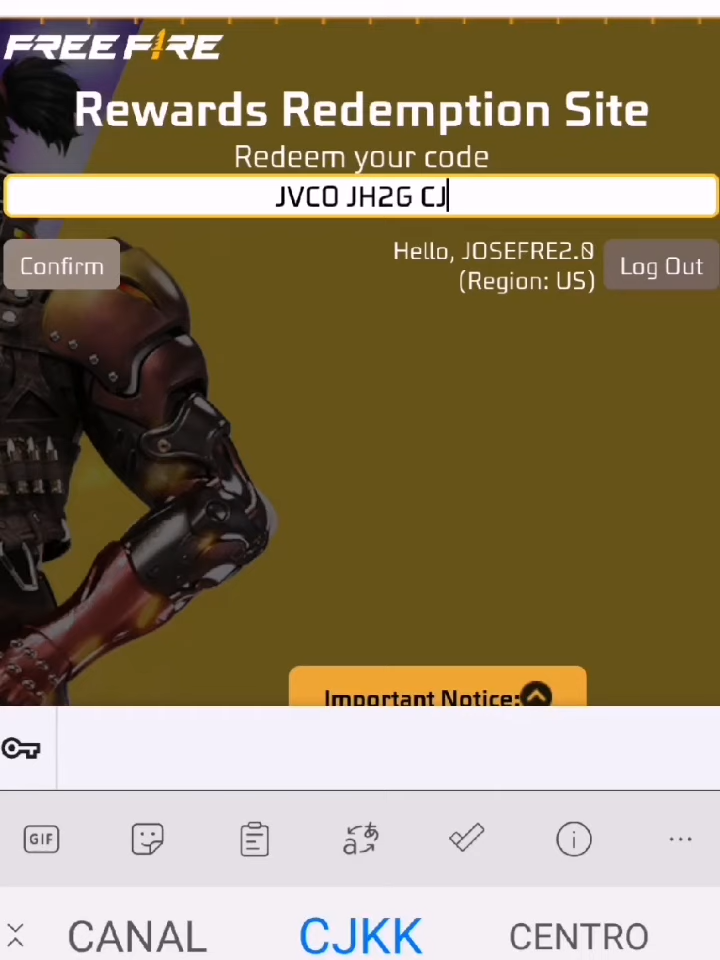 FREE FIRE
Rewards Redemption Site
Redeem your code
JVCO JH2G CJ
Confirm
Hello, JOSEFRE2.0
(Region: US)
Log Out
Important Notice:
GIF
CANAL CJKK CENTRO